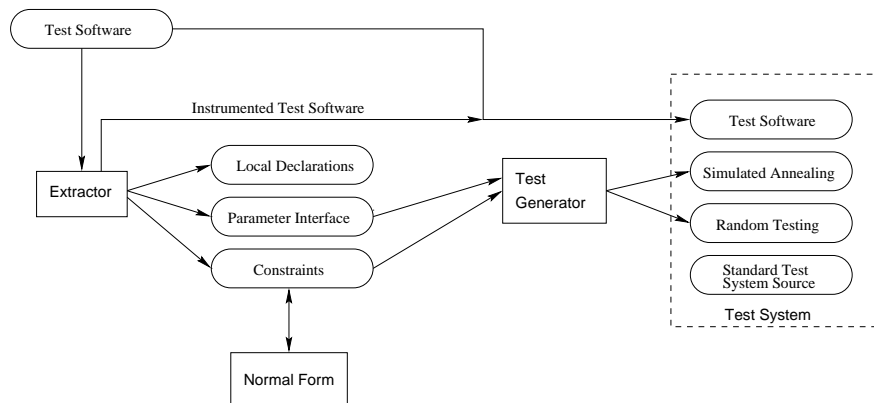 Test Software
Instrumented Test Software
Test Software
Local Declarations
Extractor
Parameter Interface
Constraints
Test
Generator
Simulated Annealing
Random Testing
Standard Test
System Source
Test System
Normal Form